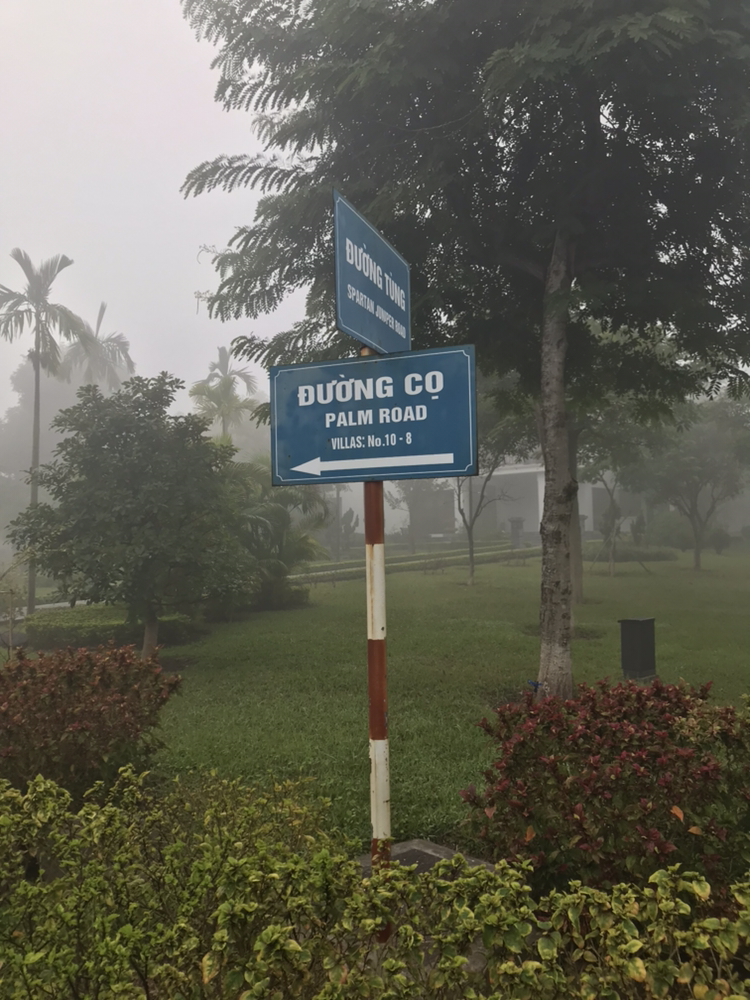 ĐƯỜNG TÙNG
SPARTAN JUNIPER ROAD
ĐƯỜNG CỌ
PALM ROAD
VILLAS: No.10 - 8